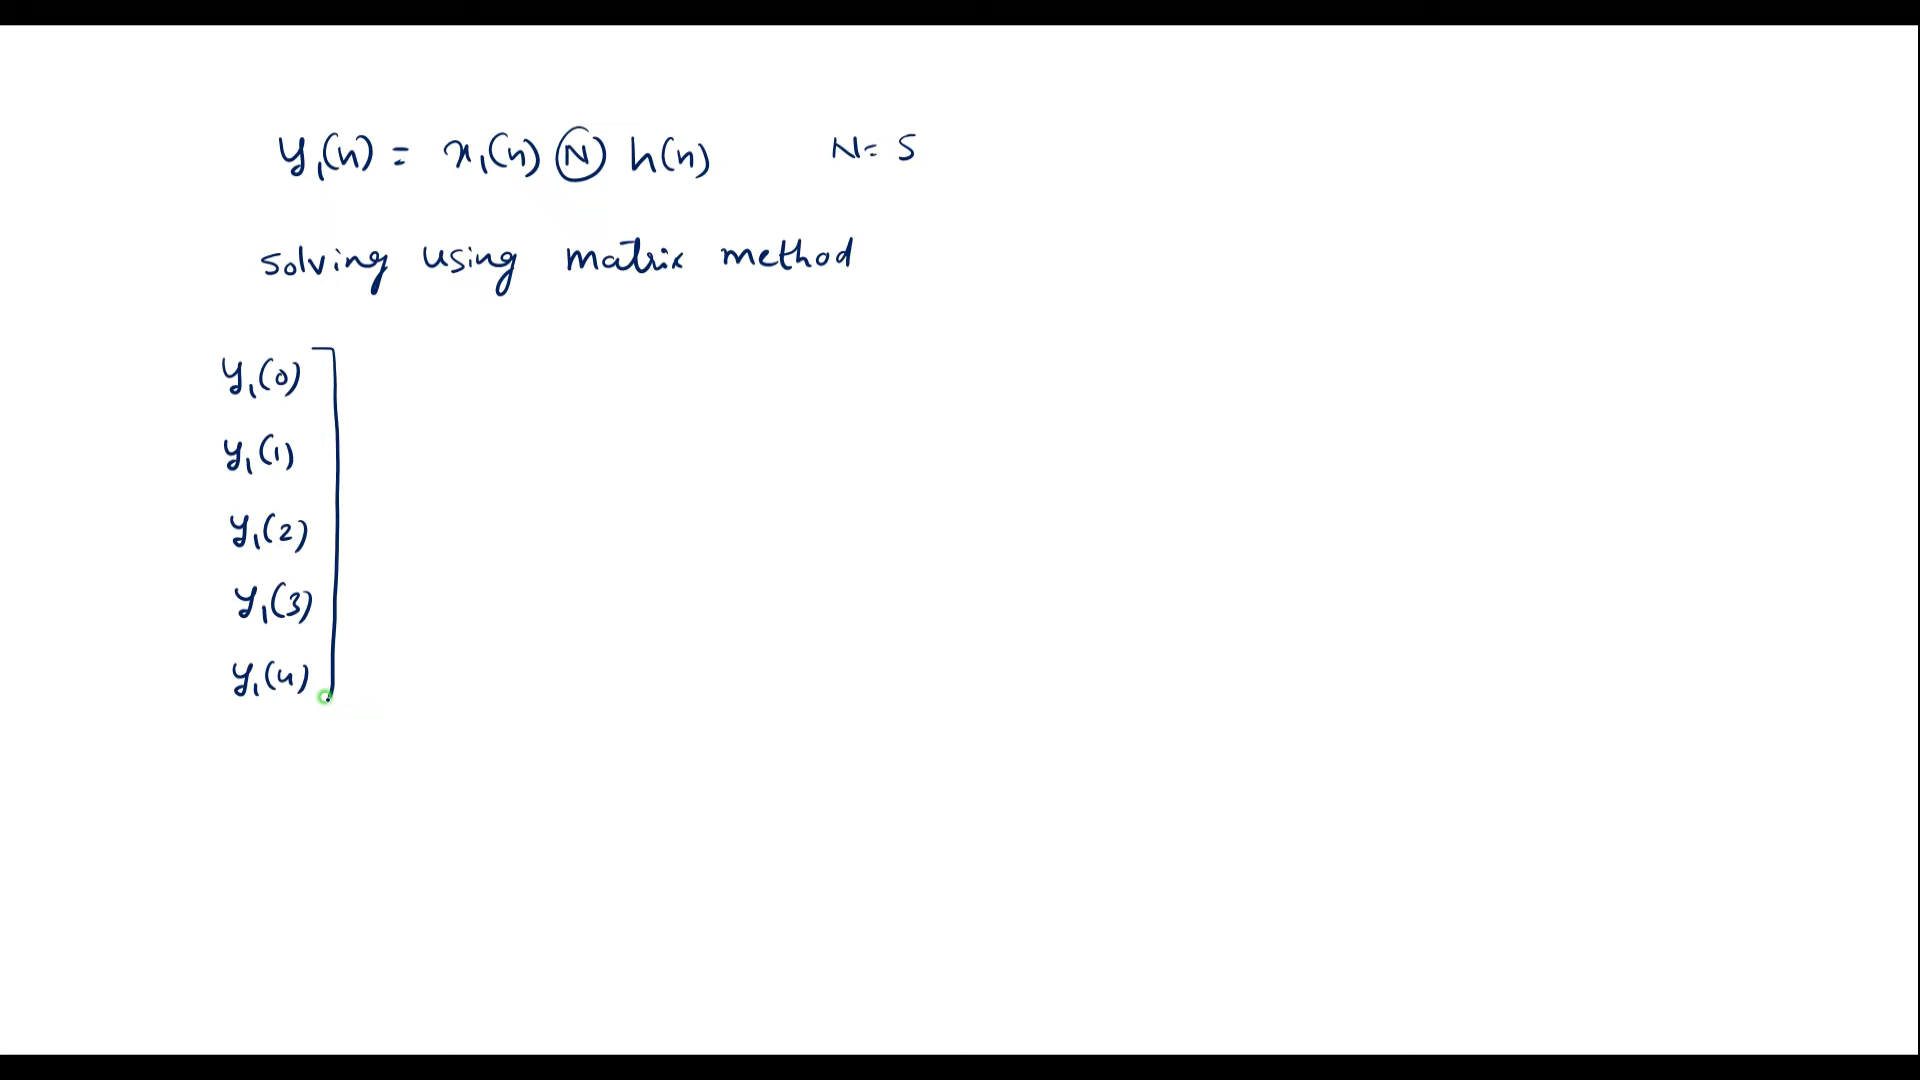 y₁(n) = x₁(n) Ⓝ h(n) N= 5
solving using matrix method
y₁(0)
y₁(1)
y₁(2)
y₁(3)
y₁(4)